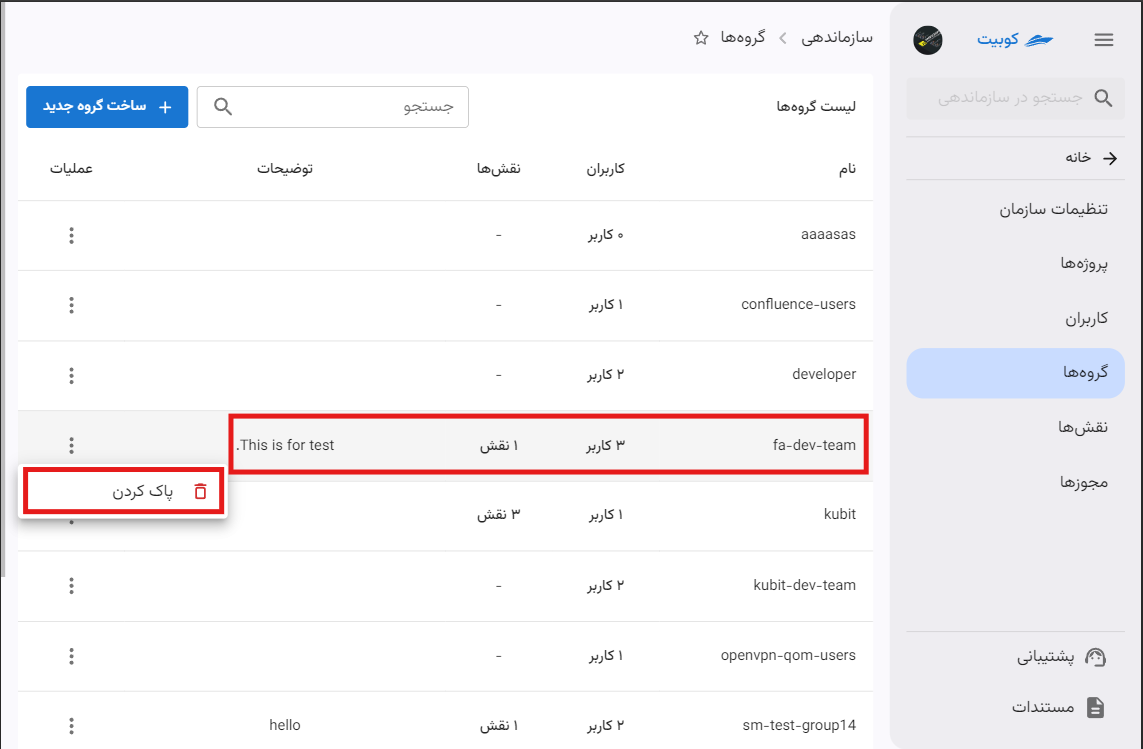 کوبیت
جستجو در سازماندهی
خانه
تنظیمات سازمان
پروژه‌ها
کاربران
گروه‌ها
نقش‌ها
مجوزها
پشتیبانی
مستندات
سازماندهی > گروه‌ها
لیست گروه‌ها
جستجو
+ ساخت گروه جدید
نام کاربران نقش‌ها توضیحات عملیات
aaaasas ۰ کاربر -
confluence-users ۱ کاربر -
developer ۲ کاربر -
fa-dev-team ۳ کاربر ۱ نقش This is for test.
پاک کردن
kubit ۱ کاربر ۳ نقش
kubit-dev-team ۲ کاربر -
openvpn-qom-users ۱ کاربر -
sm-test-group14 ۲ کاربر ۱ نقش hello